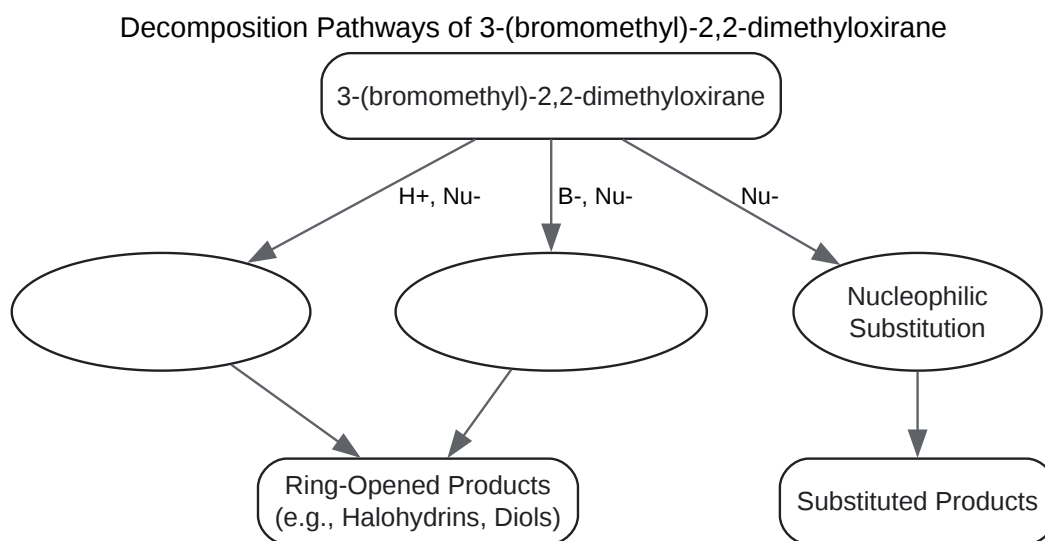 Decomposition Pathways of 3-(bromomethyl)-2,2-dimethyloxirane
3-(bromomethyl)-2,2-dimethyloxirane
H+, Nu-
B-, Nu-
Nu-
Nucleophilic
Substitution
Ring-Opened Products
(e.g., Halohydrins, Diols)
Substituted Products